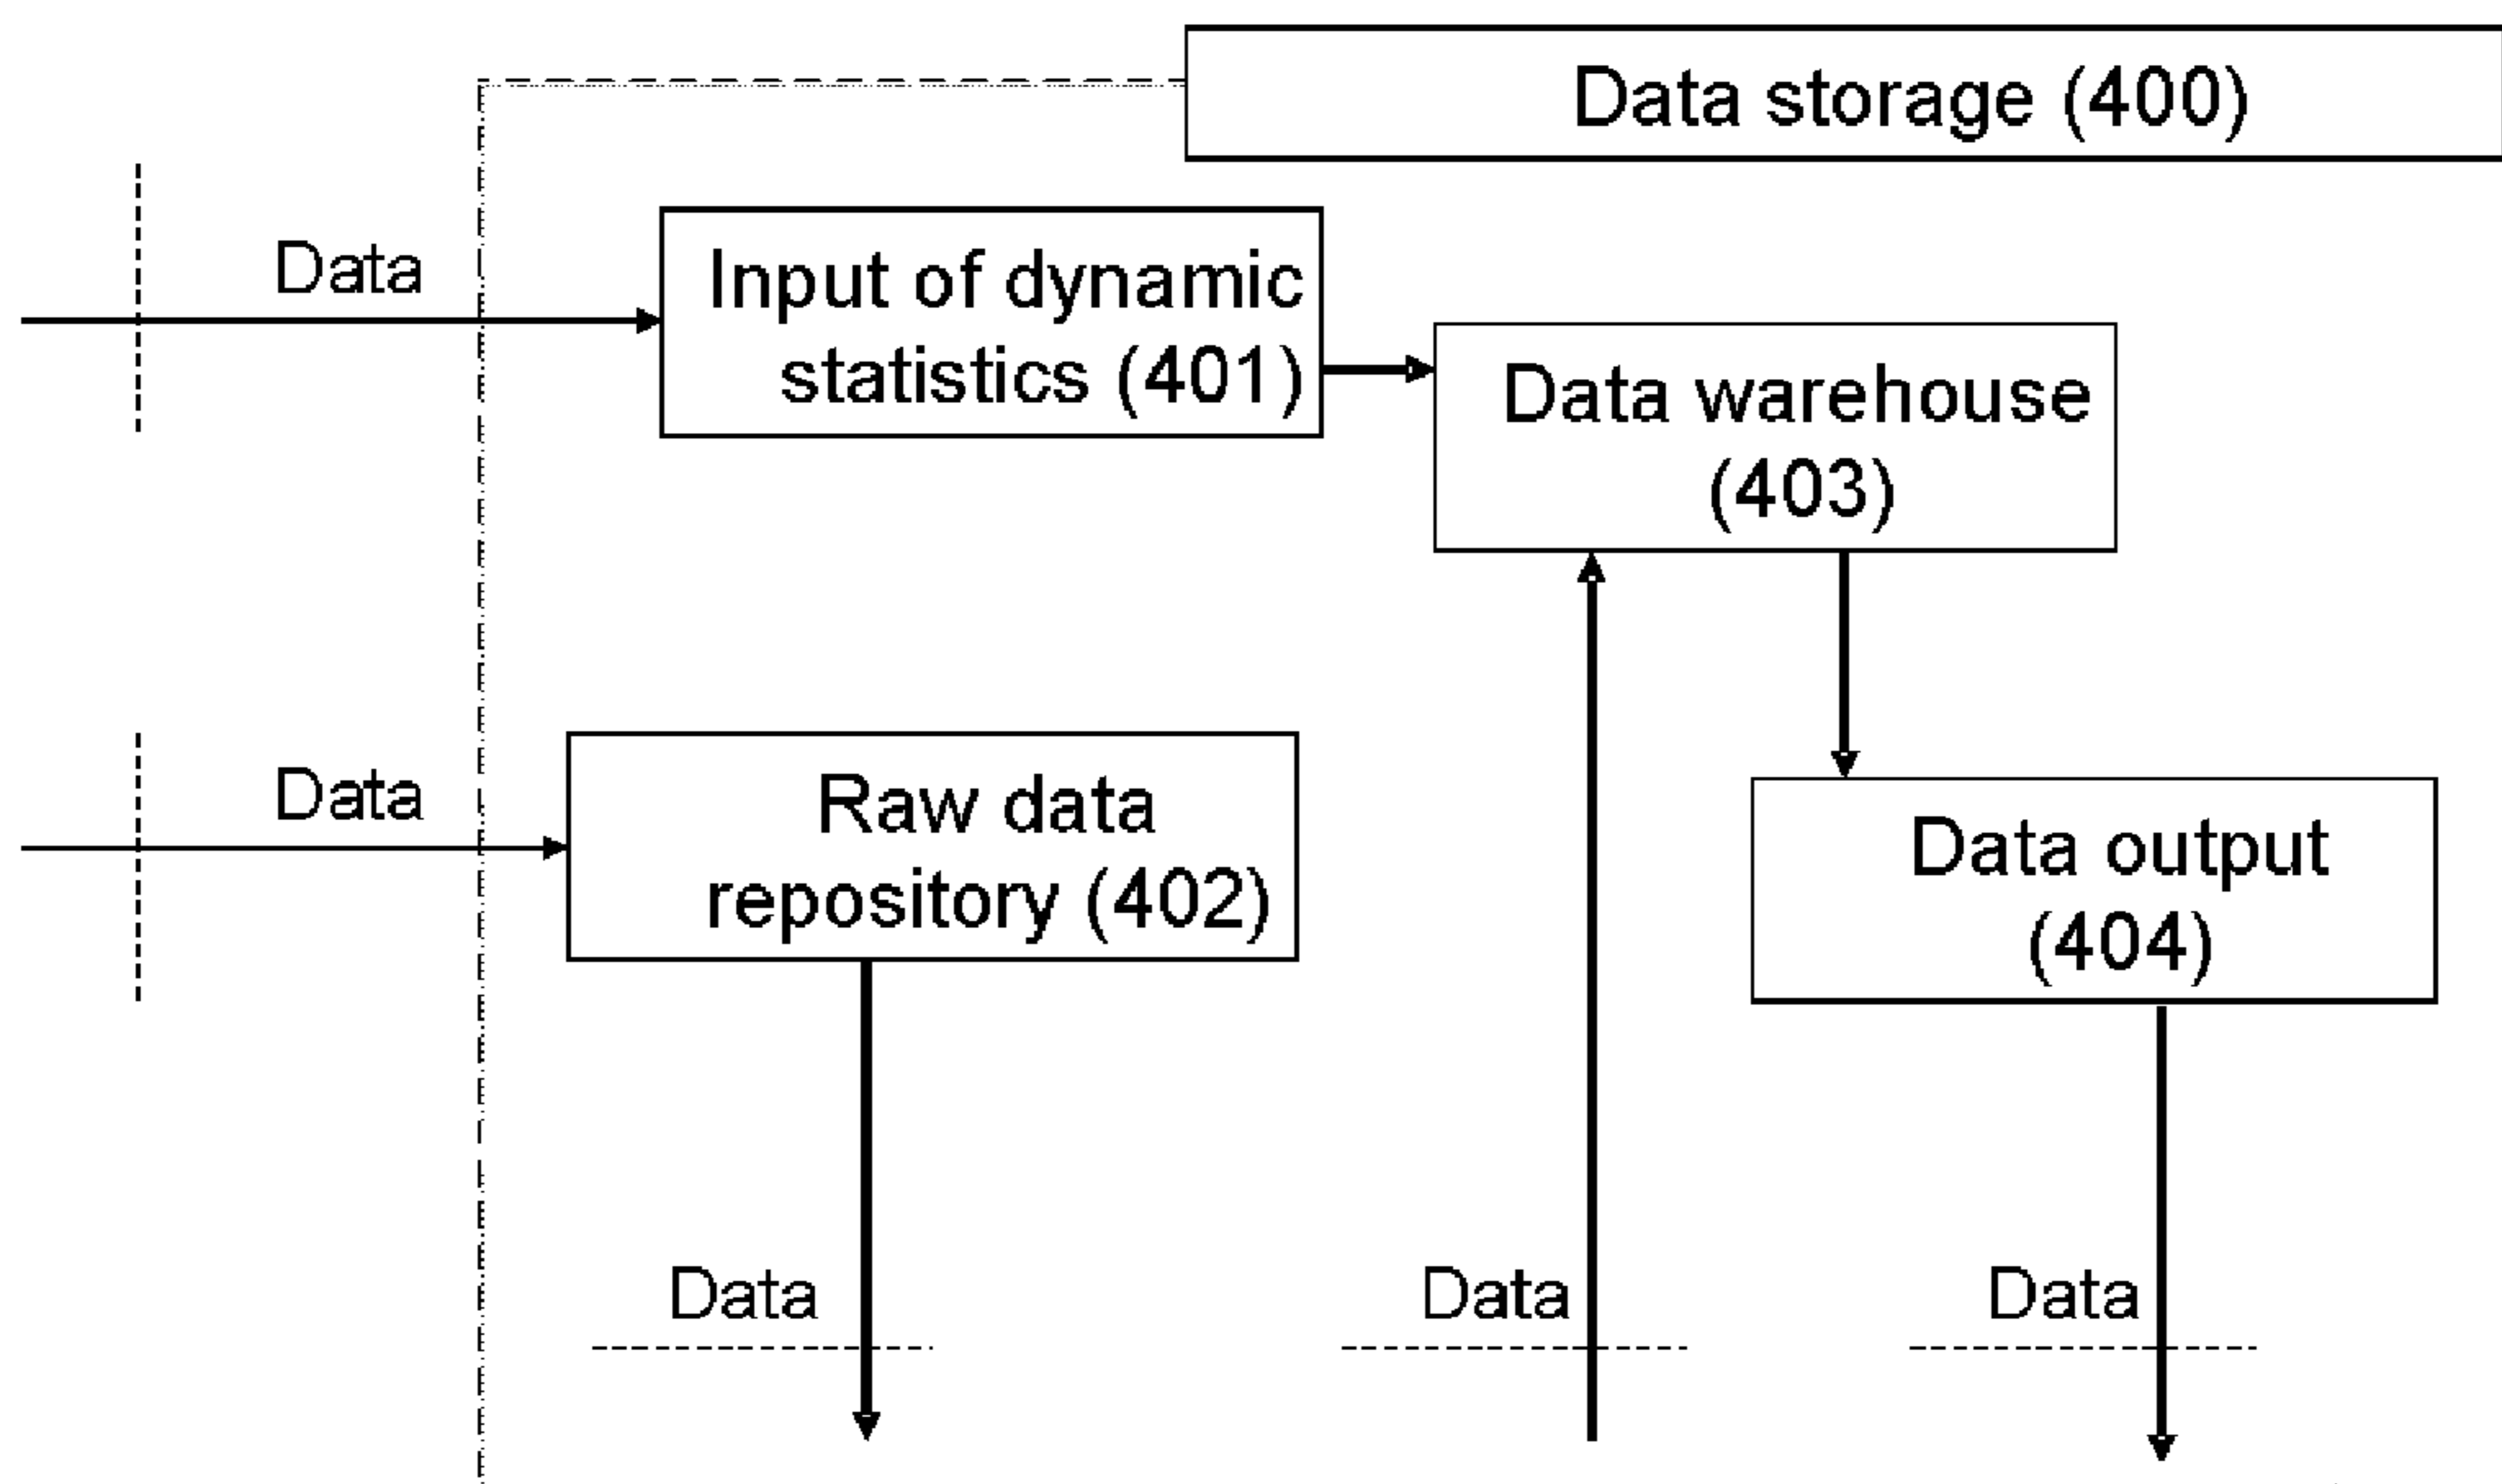 Data storage (400)
Data
Input of dynamic
statistics (401)
Data warehouse
(403)
Data
Raw data
repository (402)
Data output
(404)
Data
Data
Data